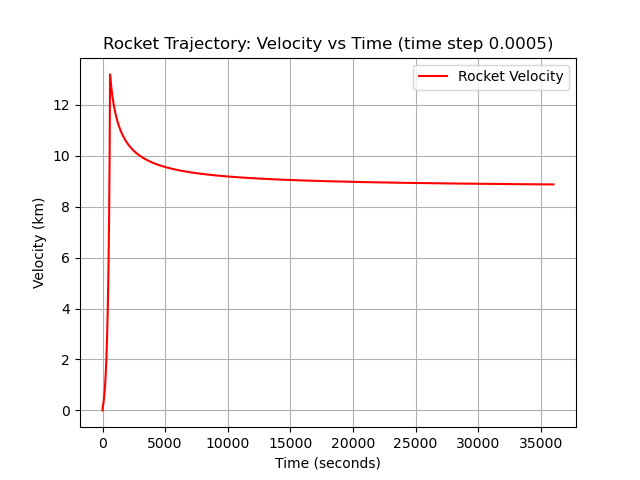 Rocket Trajectory: Velocity vs Time (time step 0.0005)
Rocket Velocity
Velocity (km)
12
10
8
6
4
2
0
0 5000 10000 15000 20000 25000 30000 35000
Time (seconds)